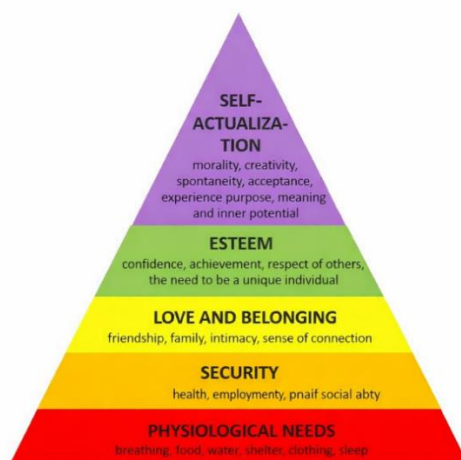 SELF-
ACTUALIZA-
TION
morality, creativity,
spontaneity, acceptance,
experience purpose, meaning
and inner potential
ESTEEM
confidence, achievement, respect of others,
the need to be a unique individual
LOVE AND BELONGING
friendship, family, intimacy, sense of connection
SECURITY
health, employmenty, pnaif social abty
PHYSIOLOGICAL NEEDS
breathing, food, water, shelter, clothing, sleep